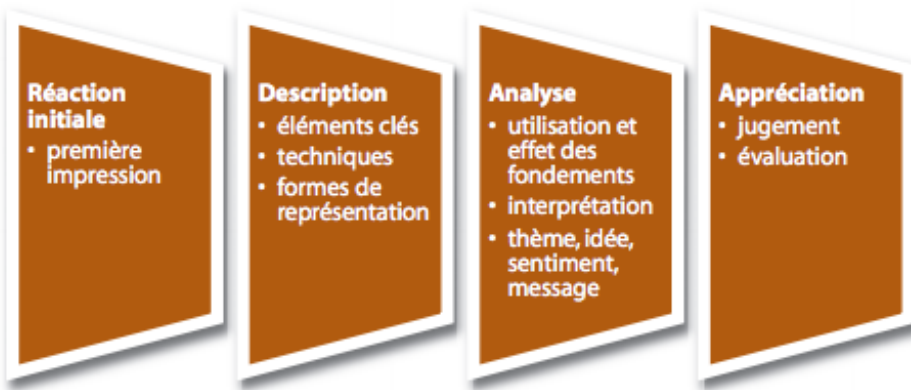 Réaction
initiale
• première
impression
Description
• éléments clés
• techniques
• formes de
représentation
Analyse
• utilisation et
effet des
fondements
• interprétation
• thème, idée,
sentiment,
message
Appréciation
• jugement
• évaluation